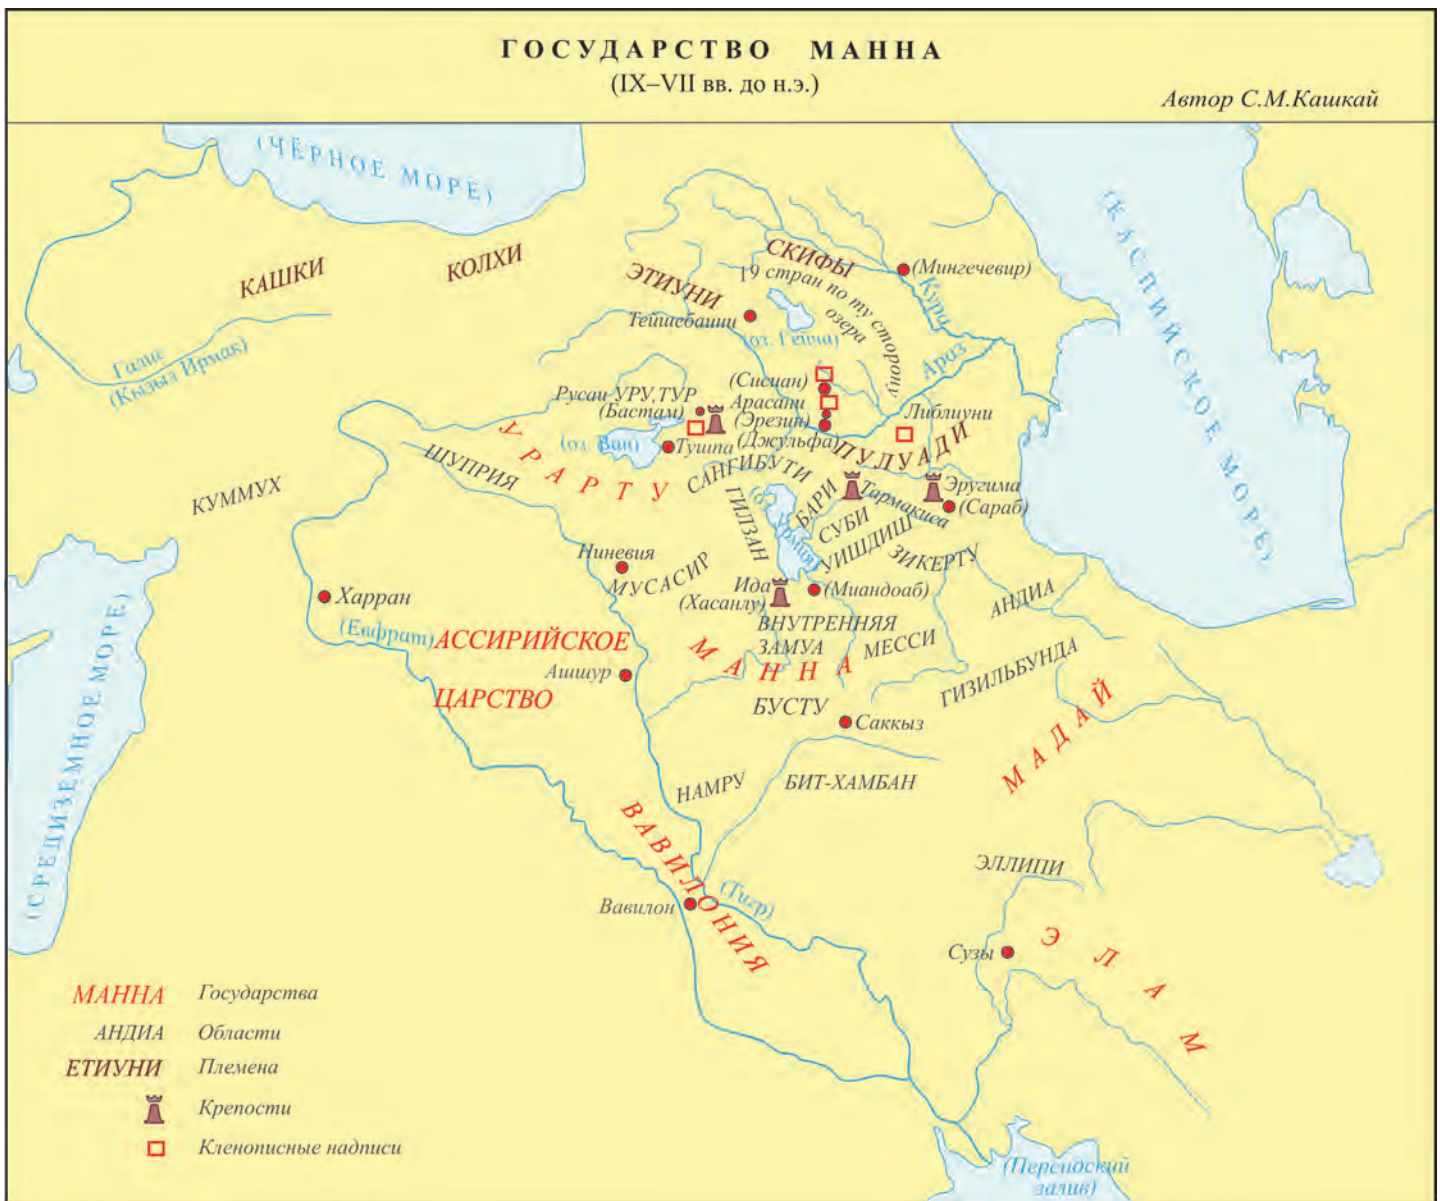 ГОСУДАРСТВО МАННА
(IX–VII вв. до н.э.)
Автор С.М.Кашкай
(ЧЁРНОЕ МОРЕ)
(КАСПИЙСКОЕ МОРЕ)
КАШКИ
КОЛХИ
ЭТИУНИ
СКИФЫ
19 стран по ту сторону
озера
(Мингечевир)
Кура
Тейшебаини
(оз. Гейча)
Араз
Галис
(Кызыл Ирмак)
(Сисиан)
Русаи УРУ,ТУР
(Бастам)
Арасани
(Эрезин)
(Джульфа)
Либлиуни
ПУЛУАДИ
УРАРТУ
(оз. Ван)
Тушпа
САНГИБУТИ
ШУПРИЯ
КУММУХ
ГИЛЗАН
(оз. Урмия)
БАРИ
Тармакиса
Эругима
(Сараб)
СУБИ
УИШДИШ
ЗИКЕРТУ
Ниневия
МУСАСИР
Ида
(Хасанлу)
(Миандоаб)
АНДИА
Харран
(Евфрат)
АССИРИЙСКОЕ
ЦАРСТВО
ВНУТРЕННЯЯ
ЗАМУА
МЕССИ
МАННА
Ашшур
ГИЗИЛЬБУНДА
БУСТУ
Саккыз
МАДАЙ
(СРЕДИЗЕМНОЕ МОРЕ)
НАМРУ
БИТ-ХАМБАН
ВАВИЛОНИЯ
ЭЛЛИПИ
(Тигр)
Вавилон
Сузы
ЭЛАМ
МАННА Государства
АНДИА Области
ЕТИУНИ Племена
Крепости
Кленописные надписи
(Персидский
залив)